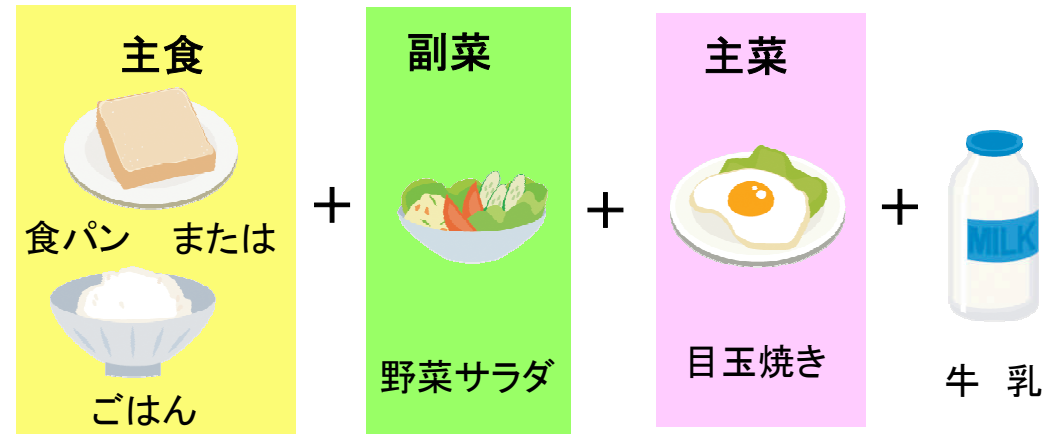 主食
食パン　または
ごはん
副菜
野菜サラダ
主菜
目玉焼き
MILK
牛　乳